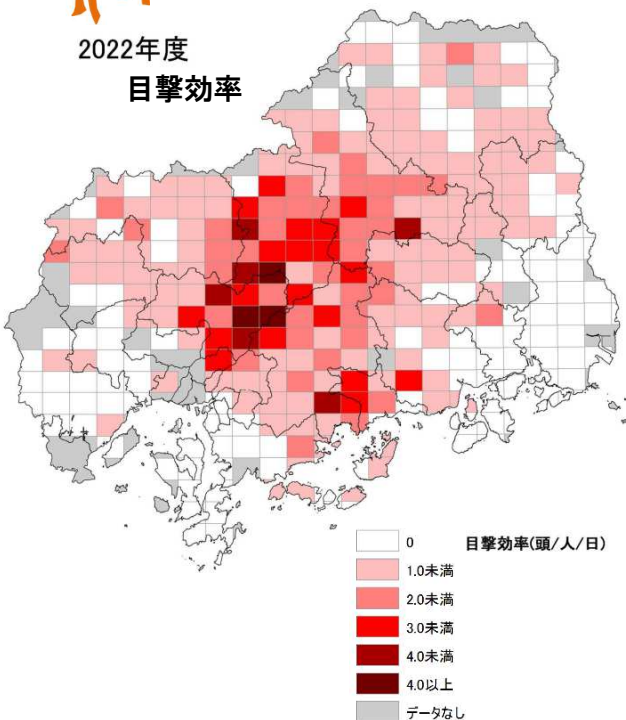 2022年度
目撃効率
0 目撃効率(頭/人/日)
1.0未満
2.0未満
3.0未満
4.0未満
4.0以上
データなし